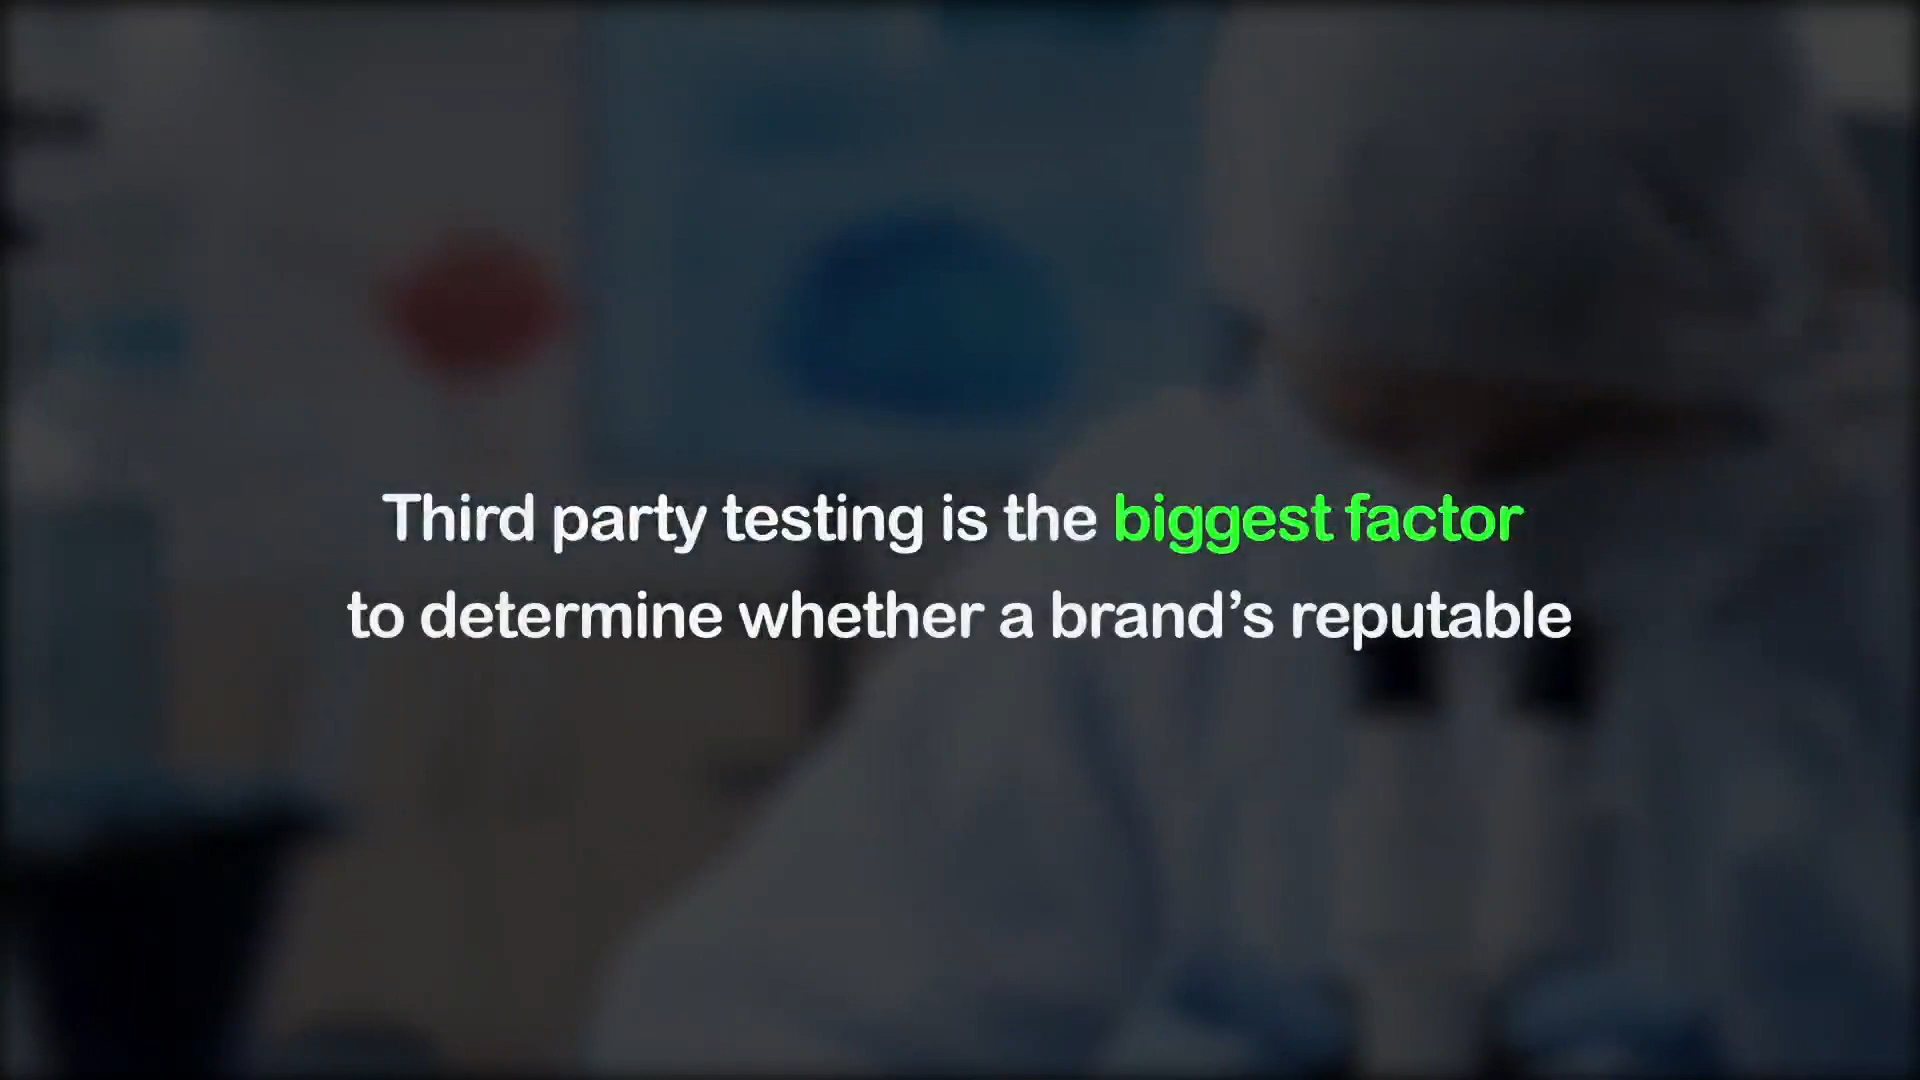 Third party testing is the biggest factor
to determine whether a brand’s reputable